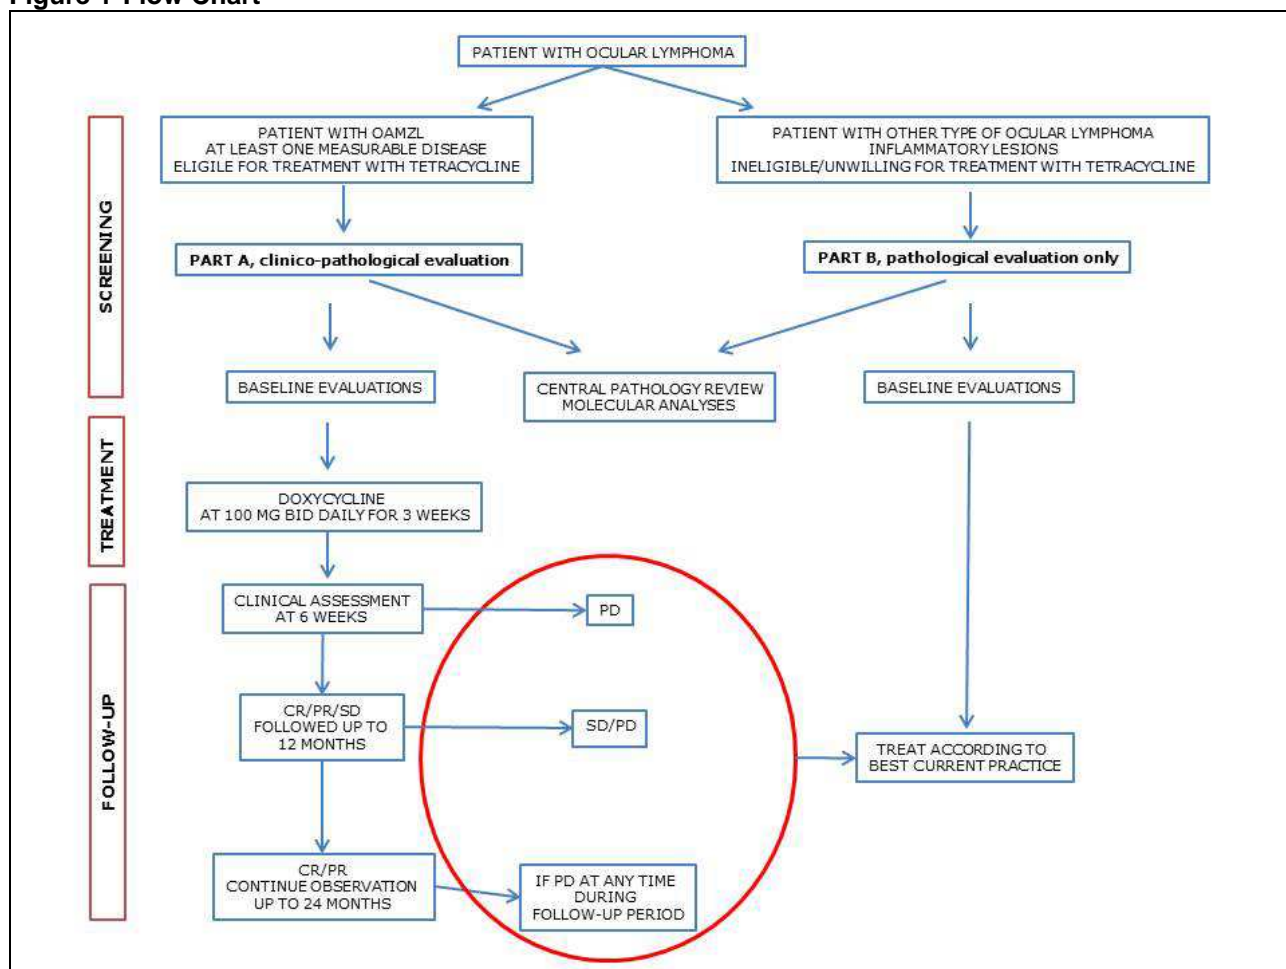 Figure 1 Flow Chart
PATIENT WITH OCULAR LYMPHOMA
PATIENT WITH OAMZL
AT LEAST ONE MEASURABLE DISEASE
ELIGILE FOR TREATMENT WITH TETRACYCLINE
PATIENT WITH OTHER TYPE OF OCULAR LYMPHOMA
INFLAMMATORY LESIONS
INELIGIBLE/UNWILLING FOR TREATMENT WITH TETRACYCLINE
SCREENING
PART A, clinico-pathological evaluation
PART B, pathological evaluation only
BASELINE EVALUATIONS
CENTRAL PATHOLOGY REVIEW
MOLECULAR ANALYSES
BASELINE EVALUATIONS
TREATMENT
DOXYCYCLINE
AT 100 MG BID DAILY FOR 3 WEEKS
FOLLOW-UP
CLINICAL ASSESSMENT
AT 6 WEEKS
PD
CR/PR/SD
FOLLOWED UP TO
12 MONTHS
SD/PD
TREAT ACCORDING TO
BEST CURRENT PRACTICE
CR/PR
CONTINUE OBSERVATION
UP TO 24 MONTHS
IF PD AT ANY TIME
DURING
FOLLOW-UP PERIOD